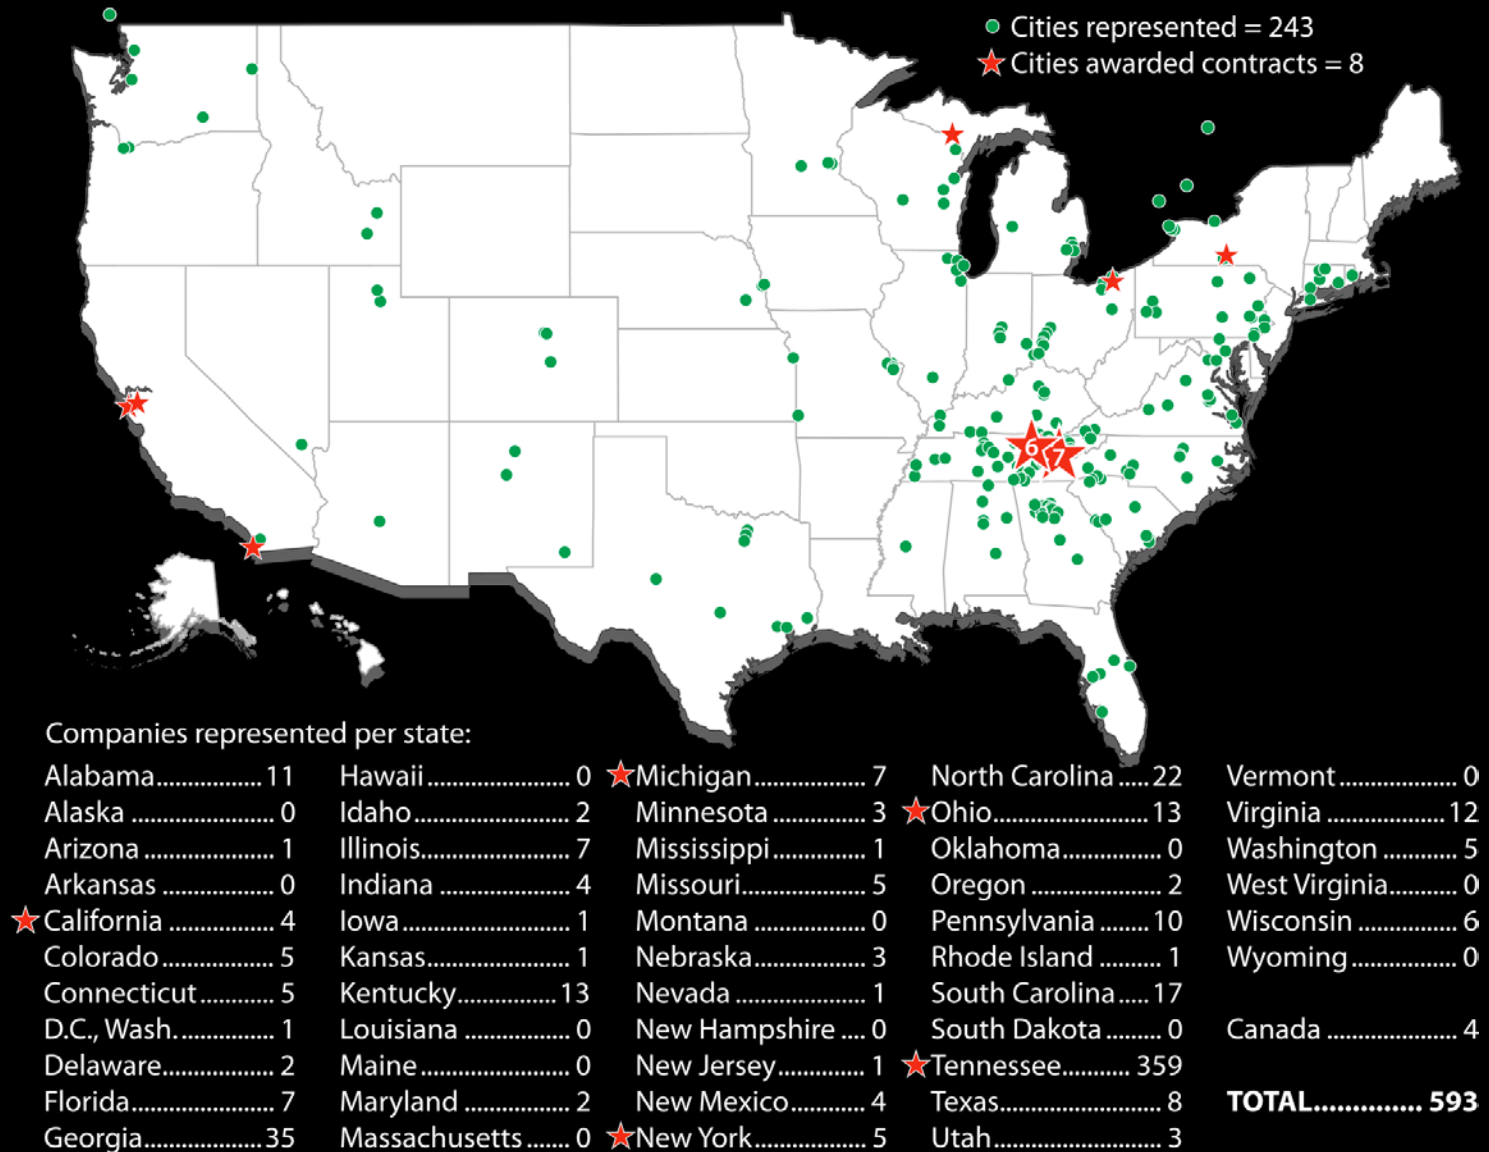 Cities represented = 243
Cities awarded contracts = 8
6
7
Companies represented per state:
Alabama................. 11
Alaska ....................... 0
Arizona ..................... 1
Arkansas ................... 0
California ................. 4
Colorado................... 5
Connecticut............ 5
D.C., Wash................ 1
Delaware.................. 2
Florida....................... 7
Georgia................... 35
Hawaii........................ 0
Idaho .......................... 2
Illinois........................ 7
Indiana ...................... 4
Iowa............................. 1
Kansas........................ 1
Kentucky................ 13
Louisiana .................. 0
Maine ......................... 0
Maryland .................. 2
Massachusetts ....... 0
Michigan.................. 7
Minnesota ............... 3
Mississippi............... 1
Missouri.................... 5
Montana .................. 0
Nebraska.................. 3
Nevada ..................... 1
New Hampshire .... 0
New Jersey.............. 1
New Mexico............ 4
New York.................. 5
North Carolina ..... 22
Ohio......................... 13
Oklahoma................ 0
Oregon ..................... 2
Pennsylvania ........ 10
Rhode Island .......... 1
South Carolina..... 17
South Dakota ......... 0
Tennessee........... 359
Texas........................... 8
Utah............................. 3
Vermont ................... 0
Virginia .................... 12
Washington ............ 5
West Virginia........... 0
Wisconsin ................ 6
Wyoming................. 0
Canada ..................... 4
TOTAL............... 593